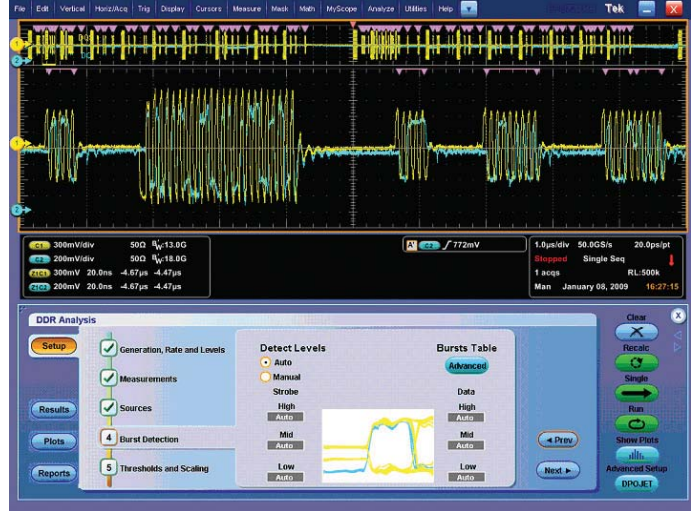 File Edit Vertical Horiz/Acq Trig Display Cursors Measure Mask Math MyScope Analyze Utilities Help Tek
DQS
1
2
1
2
C1 300mV/div 50Ω BW:13.0G
C2 200mV/div 50Ω BW:18.0G
Z1C1 300mV 20.0ns -4.67µs -4.47µs
Z1C2 200mV 20.0ns -4.67µs -4.47µs
A' C2 772mV
1.0µs/div 50.0GS/s 20.0ps/pt
Stopped Single Seq
1 acqs RL:500k
Man January 08, 2009 16:27:15
DDR Analysis
Setup
Results
Plots
Reports
Generation, Rate and Levels
Measurements
Sources
4 Burst Detection
5 Thresholds and Scaling
Detect Levels
Auto
Manual
Strobe
High
Auto
Mid
Auto
Low
Auto
Bursts Table
Advanced
Data
High
Auto
Mid
Auto
Low
Auto
Prev
Next
Clear
X
Recalc
Single
Run
Show Plots
Advanced Setup
DPOJET